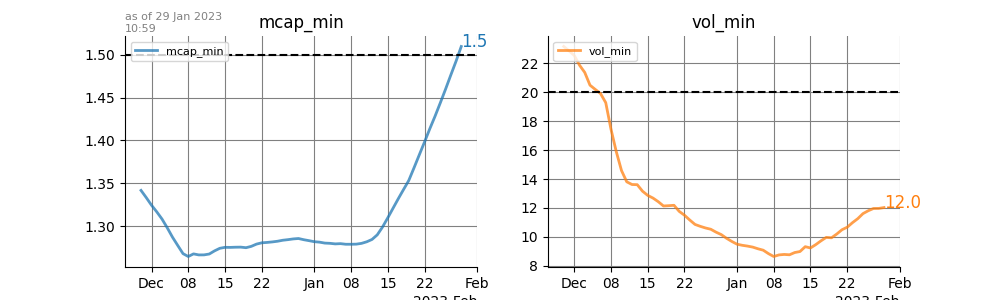 as of 29 Jan 2023
10:59
mcap_min
mcap_min
1.5
1.50
1.45
1.40
1.35
1.30
Dec 08 15 22 Jan 08 15 22 Feb
2023 Feb
vol_min
vol_min
12.0
22
20
18
16
14
12
10
8
Dec 08 15 22 Jan 08 15 22 Feb
2023 Feb